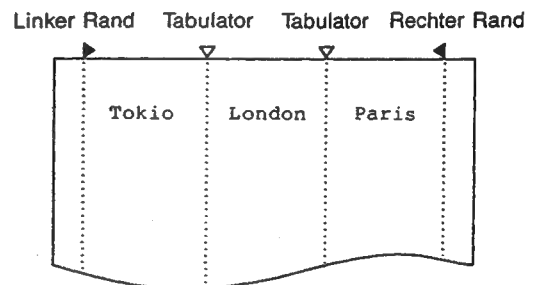 Linker Rand Tabulator Tabulator Rechter Rand
Tokio London Paris